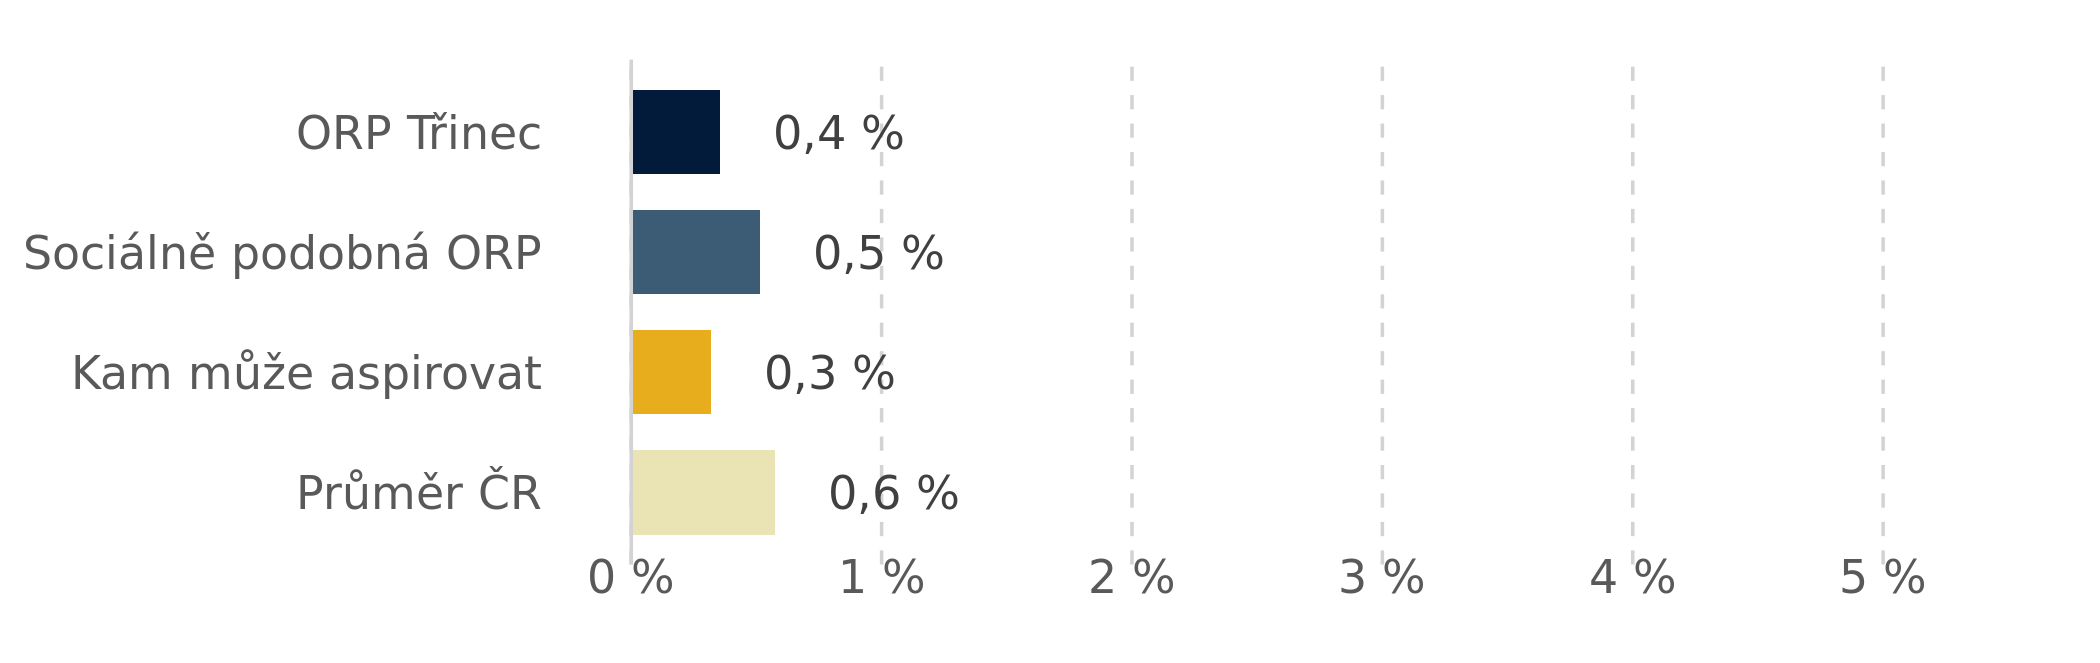 ORP Třinec 0,4 %
Sociálně podobná ORP 0,5 %
Kam může aspirovat 0,3 %
Průměr ČR 0,6 %
0 % 1 % 2 % 3 % 4 % 5 %